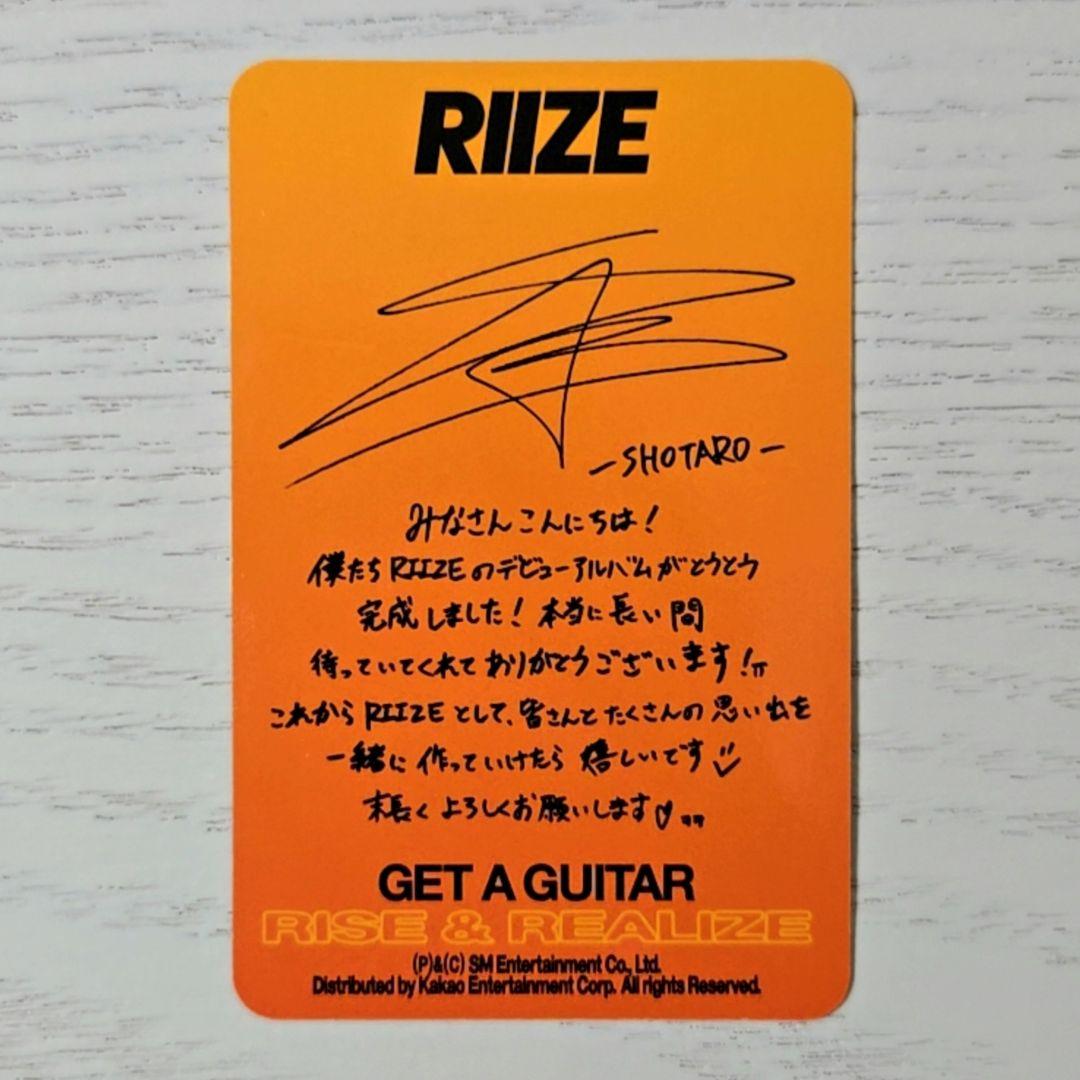 RIIZE
-SHOTARO-
みなさんこんにちは!
僕たちRIIZEのデビューアルバムがとうとう
完成しました!本当に長い間
待っていてくれてありがとうございます!!π
これからRIIZEとして、皆さんとたくさんの思い出を
一緒に作っていけたら嬉しいです
末長くよろしくお願いします♡""
GET A GUITAR
RISE & REALIZE
(P)&(C) SM Entertainment Co., Ltd.
Distributed by Kakao Entertainment Corp. All rights Reserved.